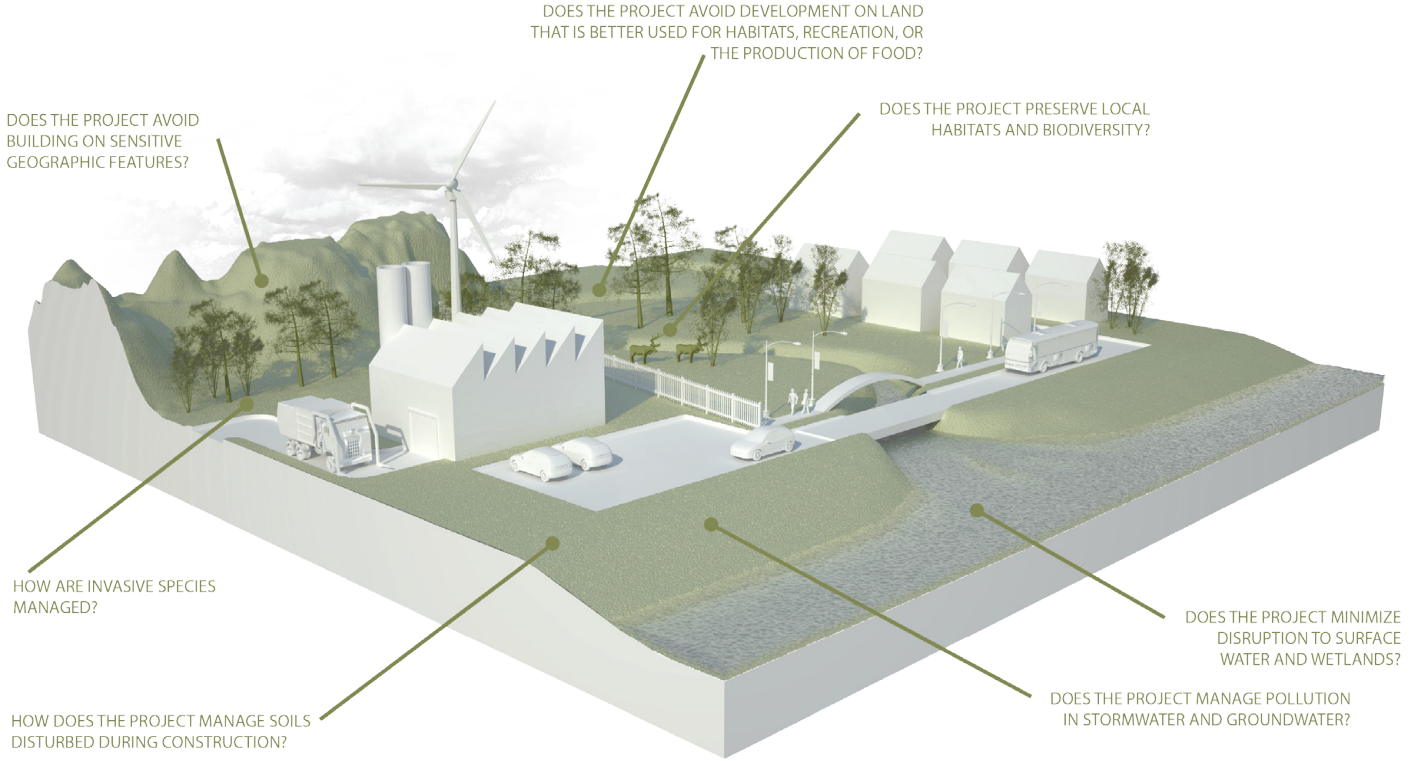 DOES THE PROJECT AVOID DEVELOPMENT ON LAND
THAT IS BETTER USED FOR HABITATS, RECREATION, OR
THE PRODUCTION OF FOOD?
DOES THE PROJECT PRESERVE LOCAL
HABITATS AND BIODIVERSITY?
DOES THE PROJECT AVOID
BUILDING ON SENSITIVE
GEOGRAPHIC FEATURES?
HOW ARE INVASIVE SPECIES
MANAGED?
DOES THE PROJECT MINIMIZE
DISRUPTION TO SURFACE
WATER AND WETLANDS?
DOES THE PROJECT MANAGE POLLUTION
IN STORMWATER AND GROUNDWATER?
HOW DOES THE PROJECT MANAGE SOILS
DISTURBED DURING CONSTRUCTION?